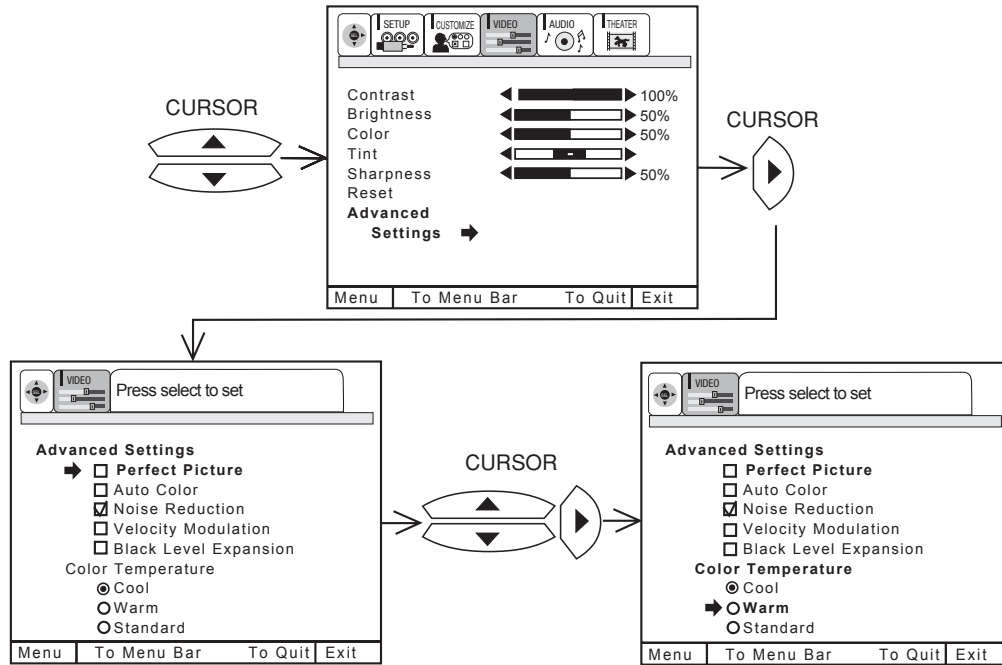 SETUP
CUSTOMIZE
VIDEO
AUDIO
THEATER
SEL
CURSOR
Contrast 100%
Brightness 50%
Color 50%
Tint
Sharpness 50%
Reset
Advanced
Settings
Menu To Menu Bar To Quit Exit
CURSOR
SEL
VIDEO
Press select to set
Advanced Settings
Perfect Picture
Auto Color
Noise Reduction
Velocity Modulation
Black Level Expansion
Color Temperature
Cool
Warm
Standard
Menu To Menu Bar To Quit Exit
CURSOR
SEL
VIDEO
Press select to set
Advanced Settings
Perfect Picture
Auto Color
Noise Reduction
Velocity Modulation
Black Level Expansion
Color Temperature
Cool
Warm
Standard
Menu To Menu Bar To Quit Exit